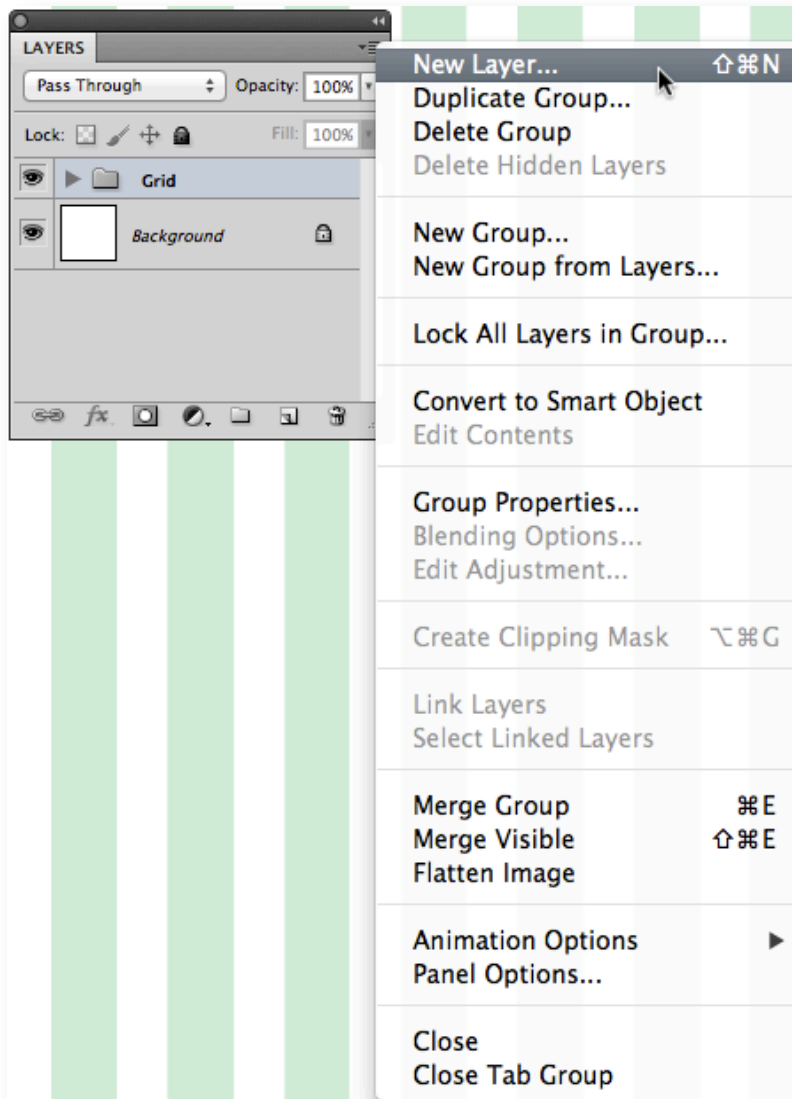 LAYERS
Pass Through Opacity: 100%
Lock: Fill: 100%
Grid
Background
fx
New Layer... ⇧⌘N
Duplicate Group...
Delete Group
Delete Hidden Layers
New Group...
New Group from Layers...
Lock All Layers in Group...
Convert to Smart Object
Edit Contents
Group Properties...
Blending Options...
Edit Adjustment...
Create Clipping Mask ⌥⌘G
Link Layers
Select Linked Layers
Merge Group ⌘E
Merge Visible ⇧⌘E
Flatten Image
Animation Options
Panel Options...
Close
Close Tab Group